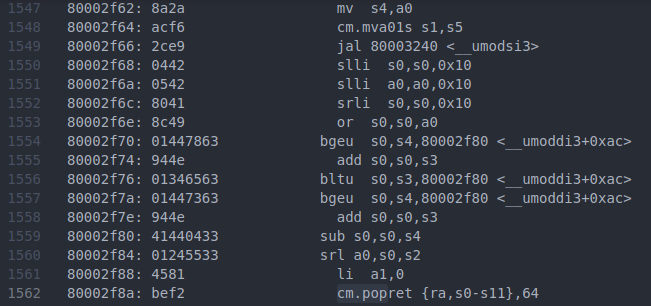 1547 80002f62: 8a2a mv s4,a0
1548 80002f64: acf6 cm.mva01s s1,s5
1549 80002f66: 2ce9 jal 80003240 <__umodsi3>
1550 80002f68: 0442 slli s0,s0,0x10
1551 80002f6a: 0542 slli a0,a0,0x10
1552 80002f6c: 8041 srli s0,s0,0x10
1553 80002f6e: 8c49 or s0,s0,a0
1554 80002f70: 01447863 bgeu s0,s4,80002f80 <__umoddi3+0xac>
1555 80002f74: 944e add s0,s0,s3
1556 80002f76: 01346563 bltu s0,s3,80002f80 <__umoddi3+0xac>
1557 80002f7a: 01447363 bgeu s0,s4,80002f80 <__umoddi3+0xac>
1558 80002f7e: 944e add s0,s0,s3
1559 80002f80: 41440433 sub s0,s0,s4
1560 80002f84: 01245533 srl a0,s0,s2
1561 80002f88: 4581 li a1,0
1562 80002f8a: bef2 cm.popret {ra,s0-s11},64